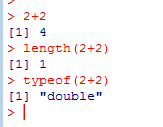 > 2+2
[1] 4
> length(2+2)
[1] 1
> typeof(2+2)
[1] "double"
>